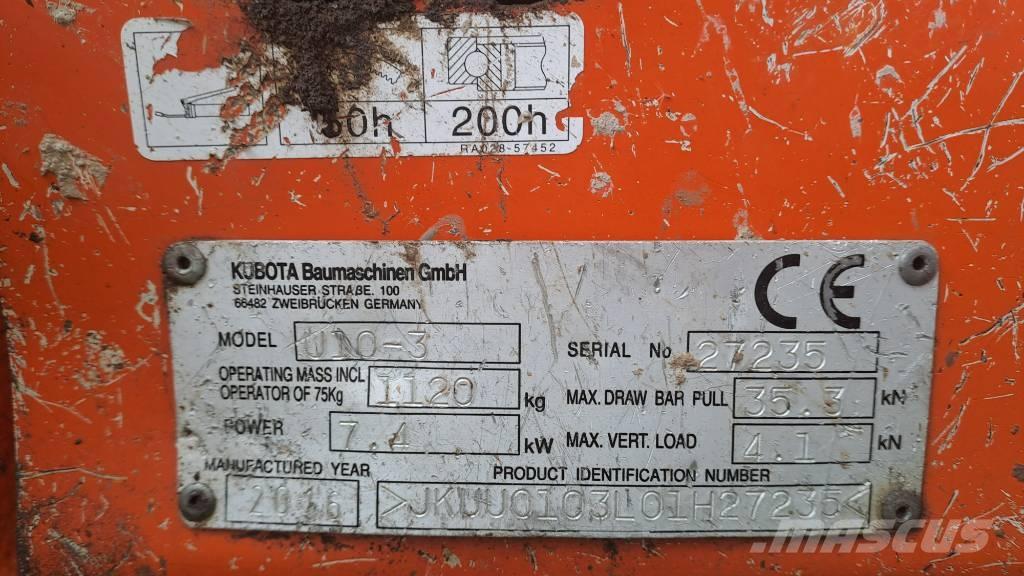 50h 200h
RA028-57452
KUBOTA Baumaschinen GmbH
STEINHAUSER STRAßE. 100
66482 ZWEIBRÜCKEN GERMANY
CE
MODEL U10-3 SERIAL No 27235
OPERATING MASS INCL OPERATOR OF 75Kg 1120 kg MAX. DRAW BAR PULL 35.3 kN
POWER 7.4 kW MAX. VERT. LOAD 4.1 kN
MANUFACTURED YEAR PRODUCT IDENTIFICATION NUMBER
2016 >JKUU0103L01H27235<
MASCUS